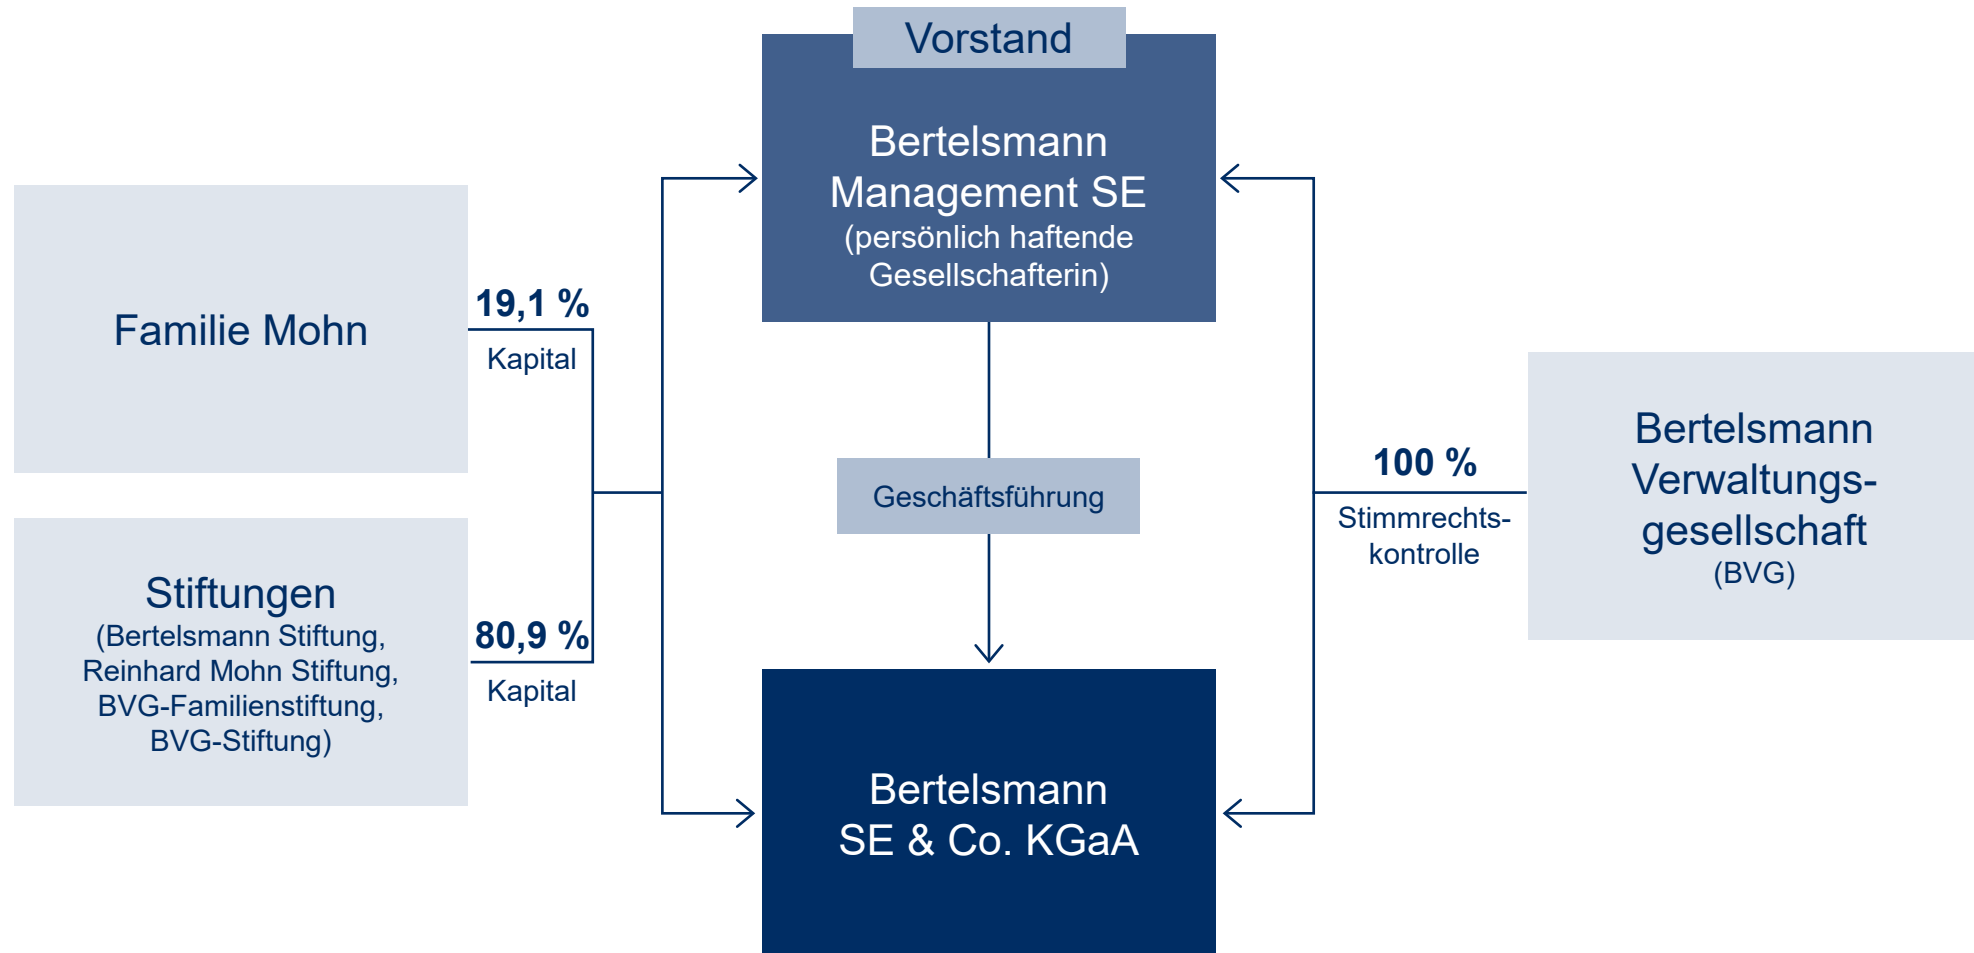 Vorstand
Bertelsmann
Management SE
(persönlich haftende
Gesellschafterin)
Familie Mohn
19,1 %
Kapital
Stiftungen
(Bertelsmann Stiftung,
Reinhard Mohn Stiftung,
BVG-Familienstiftung,
BVG-Stiftung)
80,9 %
Kapital
Geschäftsführung
100 %
Stimmrechts-
kontrolle
Bertelsmann
Verwaltungs-
gesellschaft
(BVG)
Bertelsmann
SE & Co. KGaA